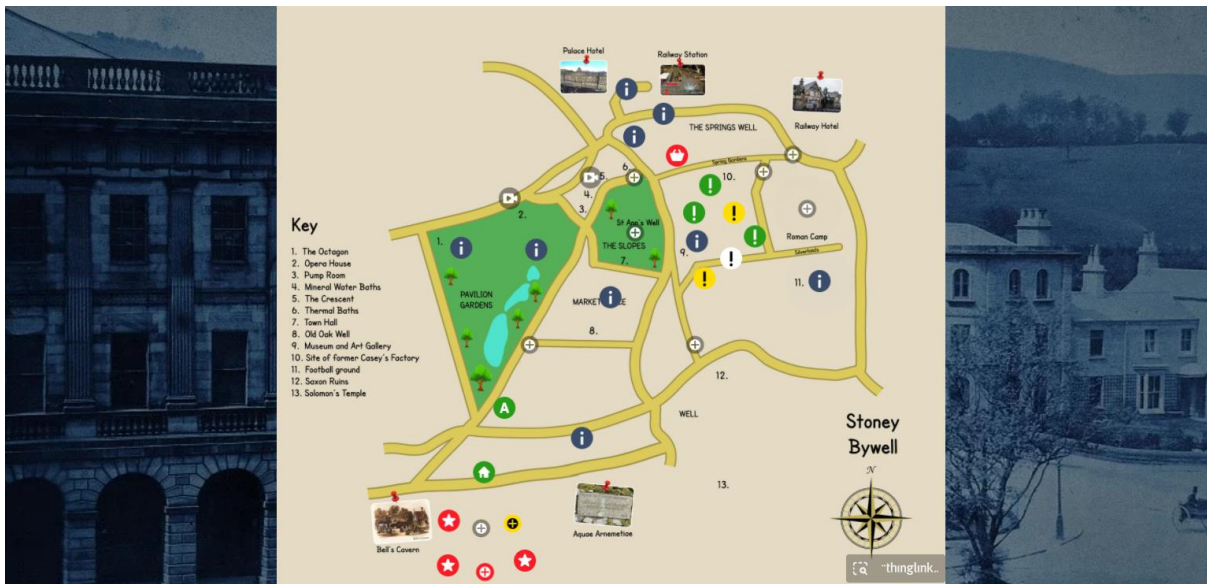 Palace Hotel
Railway Station
Railway Hotel
THE SPRINGS WELL
Spring Gardens
6.
5.
10.
4.
3.
2.
St Ann's Well
Roman Camp
THE SLOPES
1.
9.
Silverlands
7.
11.
PAVILION
GARDENS
8.
12.
WELL
13.
A
Key
1. The Octagon
2. Opera House
3. Pump Room
4. Mineral Water Baths
5. The Crescent
6. Thermal Baths
7. Town Hall
8. Old Oak Well
9. Museum and Art Gallery
10. Site of former Casey's Factory
11. Football ground
12. Saxon Ruins
13. Solomon's Temple
Stoney
Bywell
N
Bell's Cavern
Aquae Arnemetiae
thinglink..